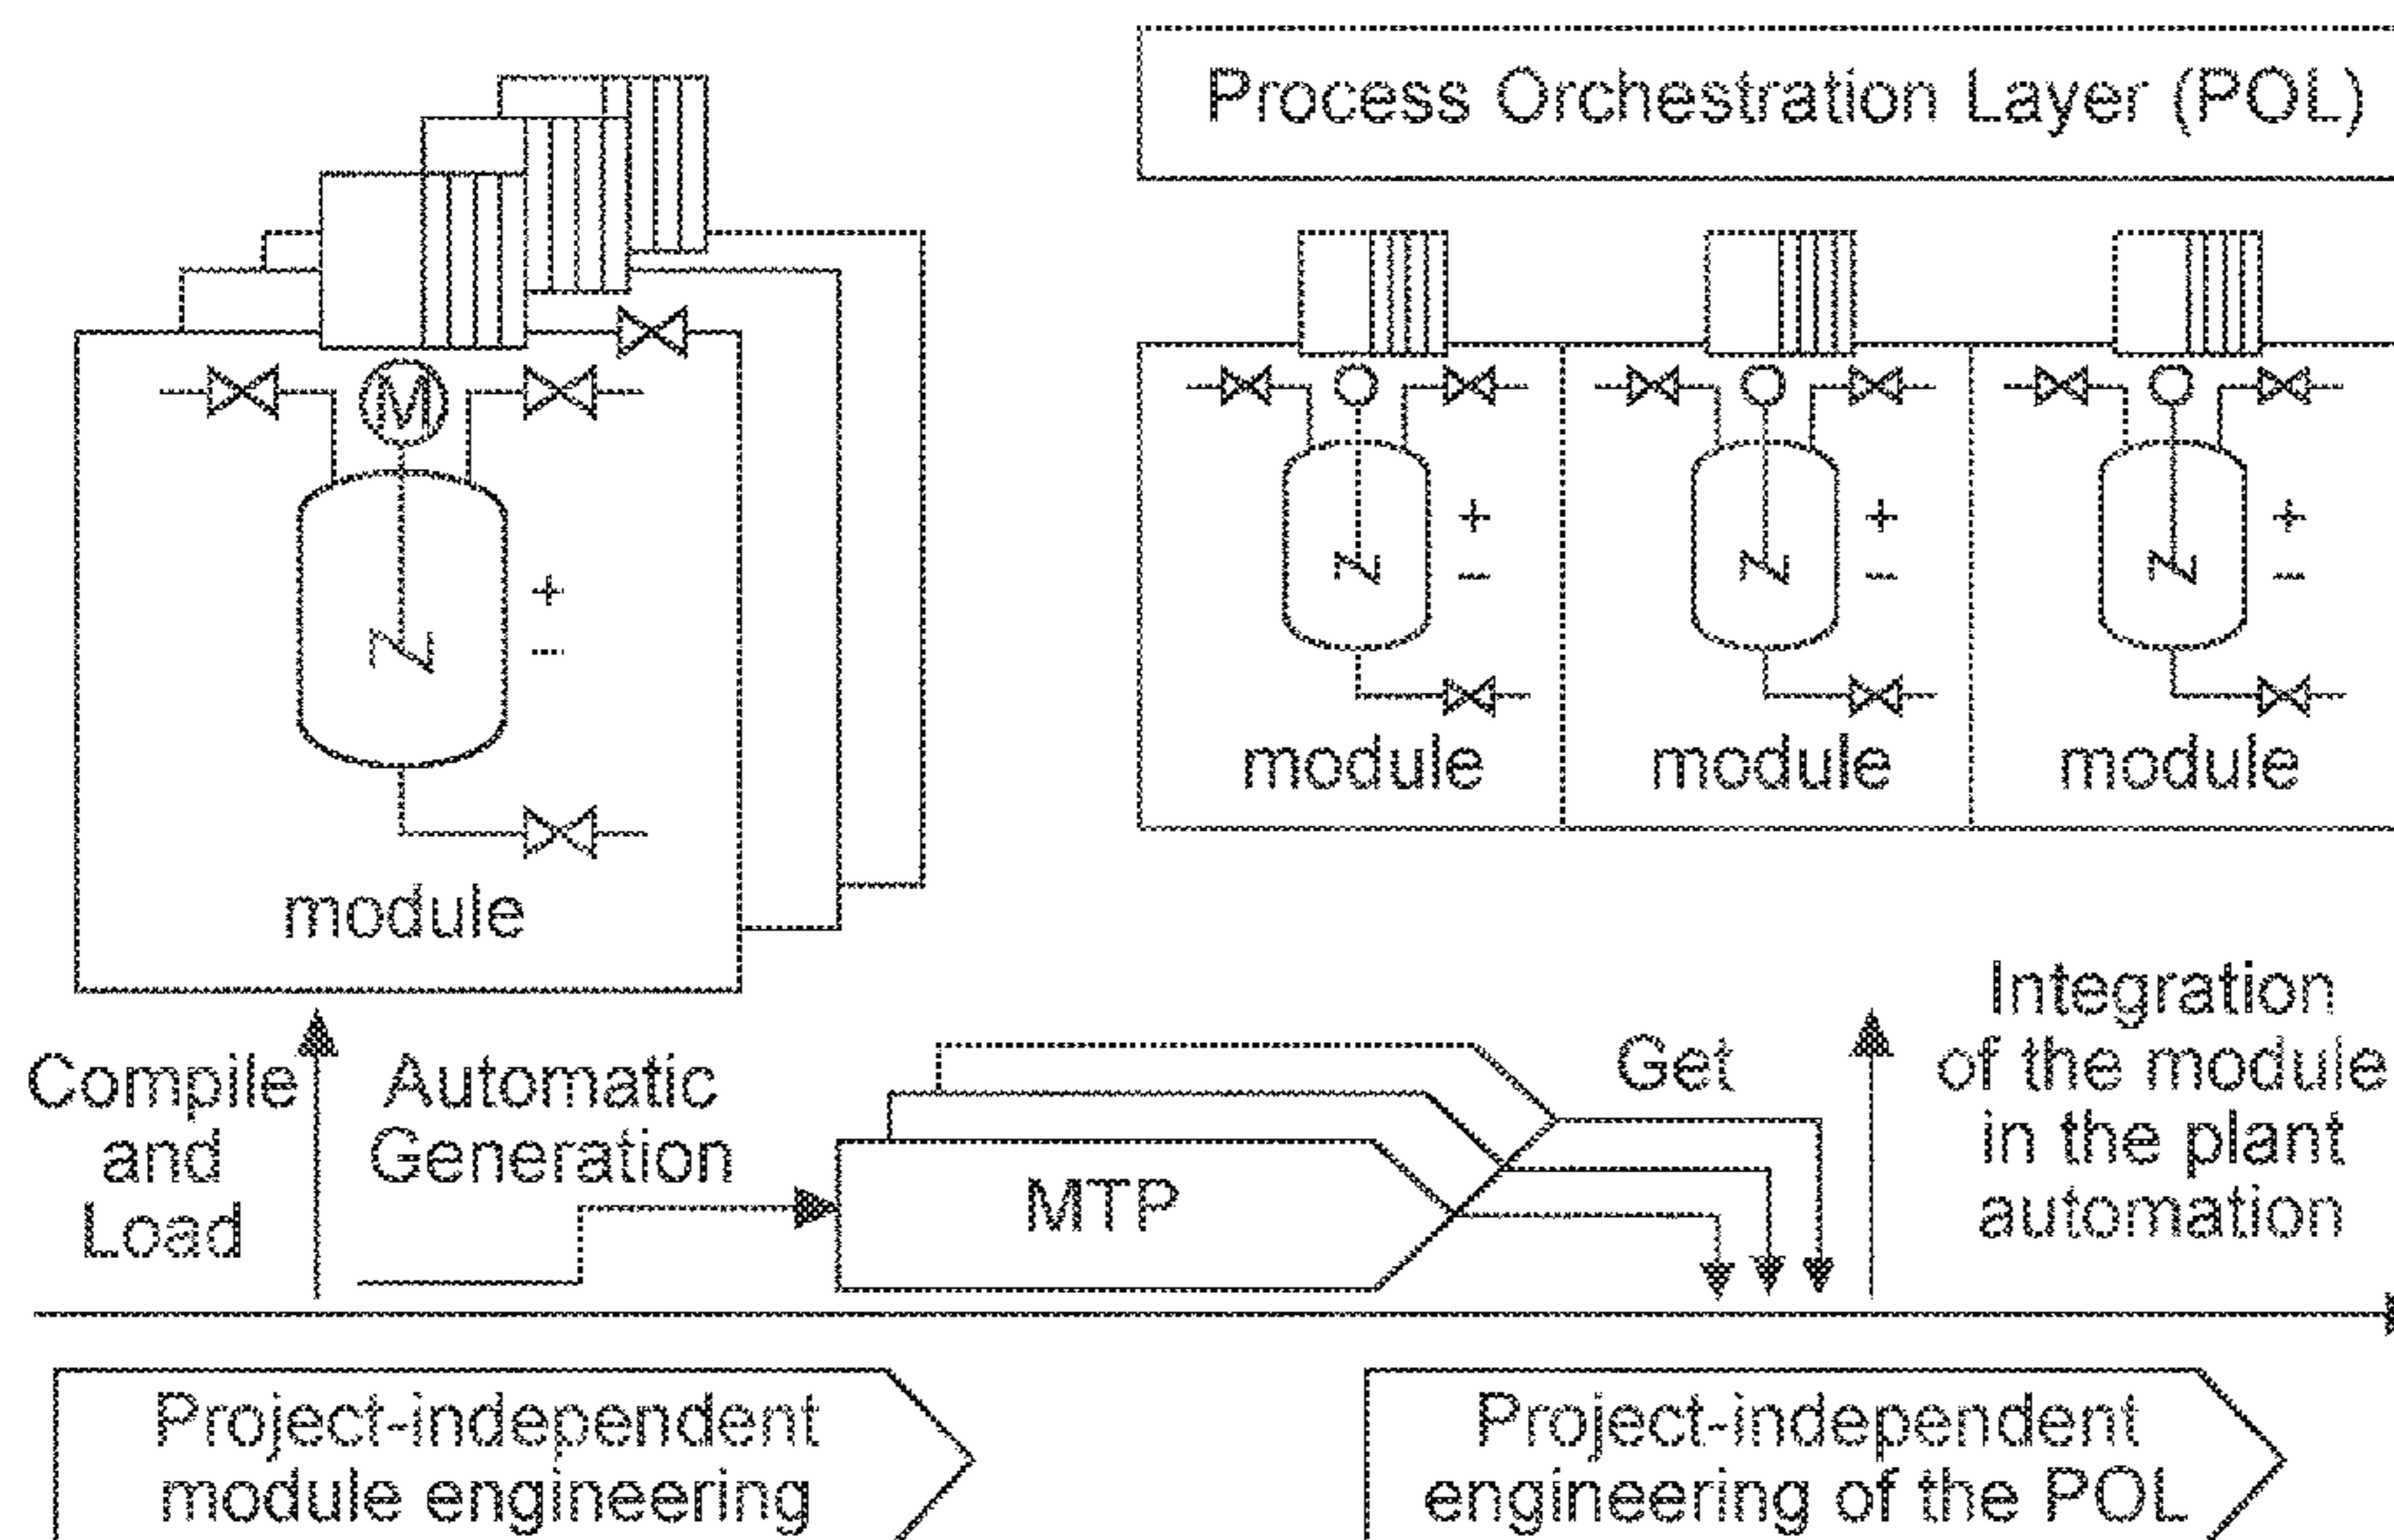 Process Orchestration Layer (POL)
M
+
−
module
+
−
module
+
−
module
+
−
module
Compile
and
Load
Automatic
Generation
MTP
Get
Integration
of the module
in the plant
automation
Project-independent
module engineering
Project-independent
engineering of the POL